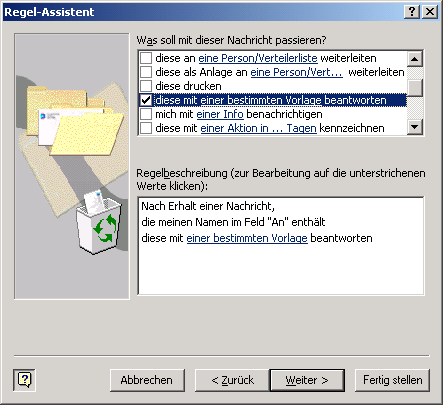 Regel-Assistent
Was soll mit dieser Nachricht passieren?
diese an eine Person/Verteilerliste weiterleiten
diese als Anlage an eine Person/Vert... weiterleiten
diese drucken
diese mit einer bestimmten Vorlage beantworten
mich mit einer Info benachrichtigen
diese mit einer Aktion in ... Tagen kennzeichnen
Regelbeschreibung (zur Bearbeitung auf die unterstrichenen
Werte klicken):
Nach Erhalt einer Nachricht,
die meinen Namen im Feld "An" enthält
diese mit einer bestimmten Vorlage beantworten
Abbrechen
< Zurück
Weiter >
Fertig stellen